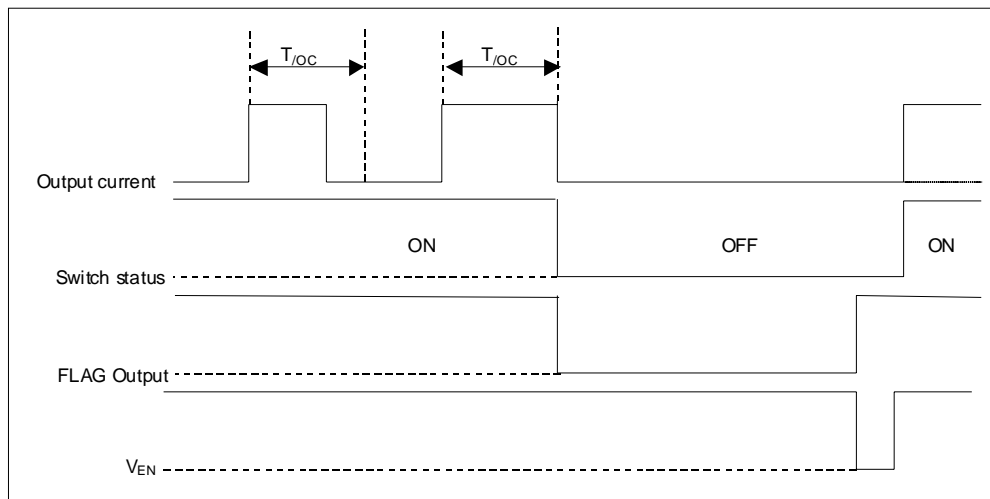 T/OC T/OC
Output current
ON OFF ON
Switch status
FLAG Output
VEN